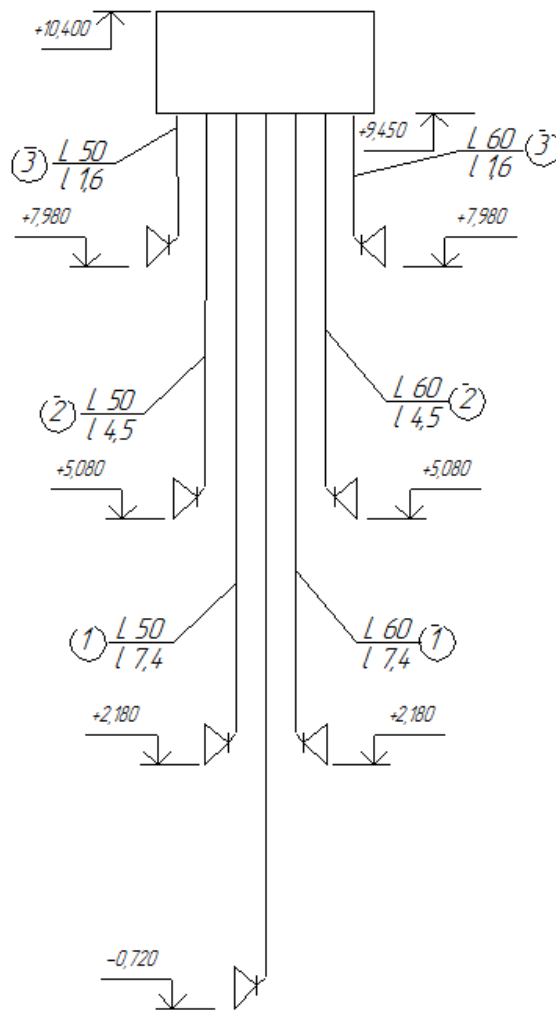 +10,400
+9,450
3 L 50
l 1,6
L 60 3
l 1,6
+7,980
+7,980
2 L 50
l 4,5
L 60 2
l 4,5
+5,080
+5,080
1 L 50
l 7,4
L 60 1
l 7,4
+2,180
+2,180
-0,720